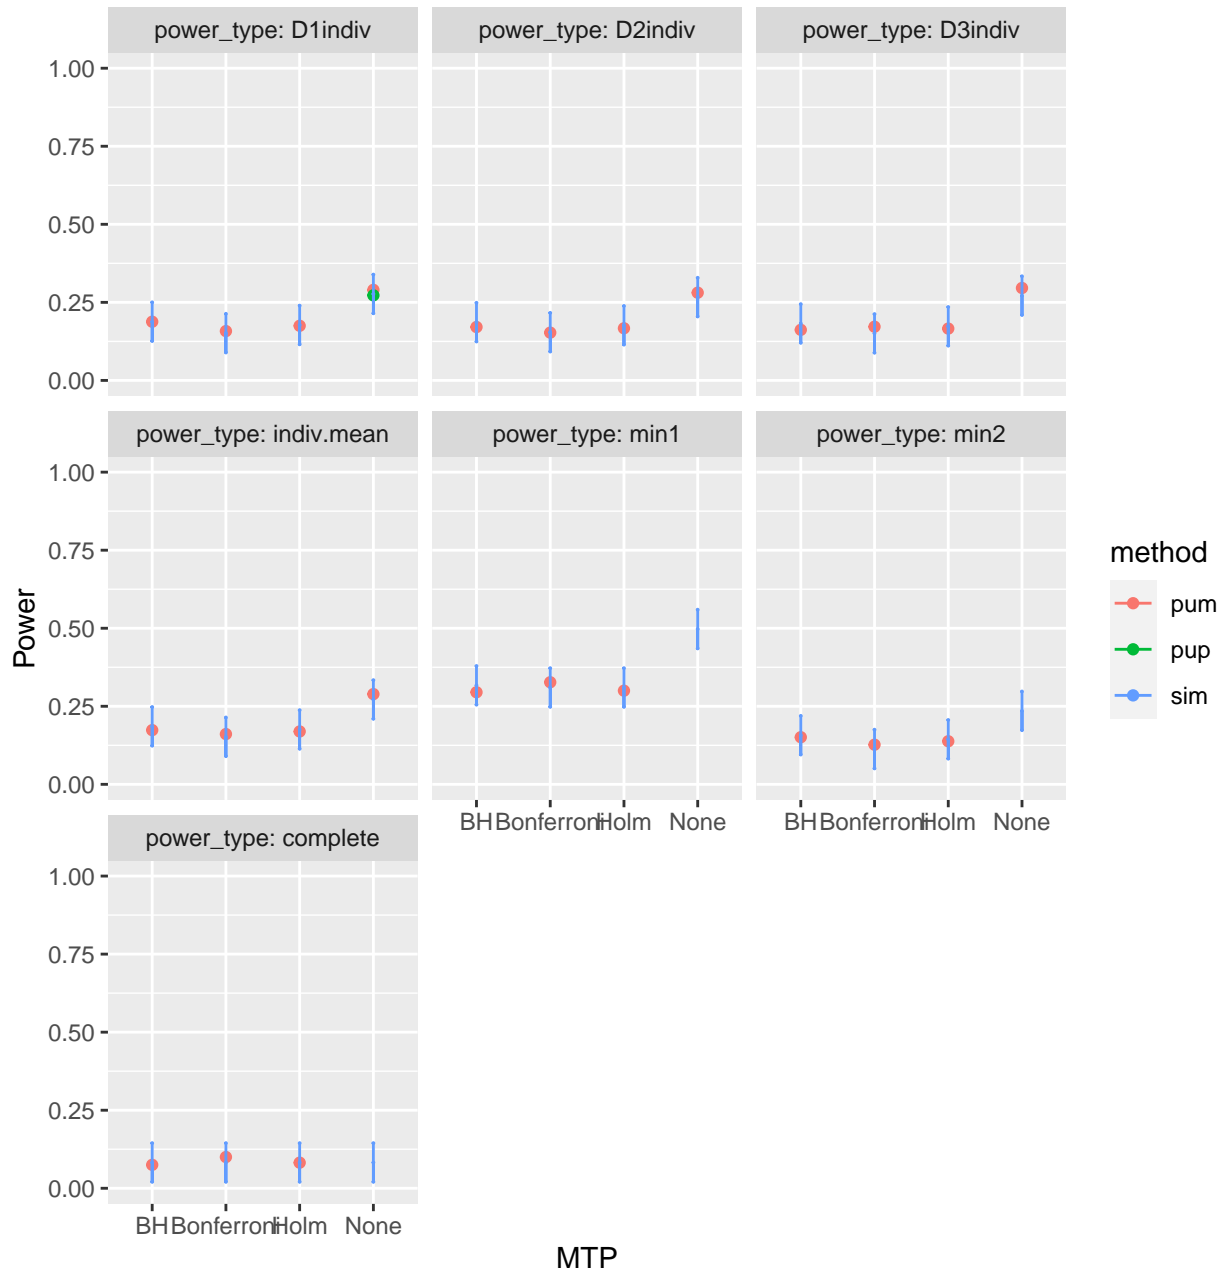 power_type: D1indiv
power_type: D2indiv
power_type: D3indiv
1.00
0.75
0.50
0.25
0.00
power_type: indiv.mean
power_type: min1
power_type: min2
1.00
0.75
0.50
0.25
0.00
BH Bonferroni Holm None
BH Bonferroni Holm None
power_type: complete
1.00
0.75
0.50
0.25
0.00
BH Bonferroni Holm None
MTP
Power
method
pum
pup
sim